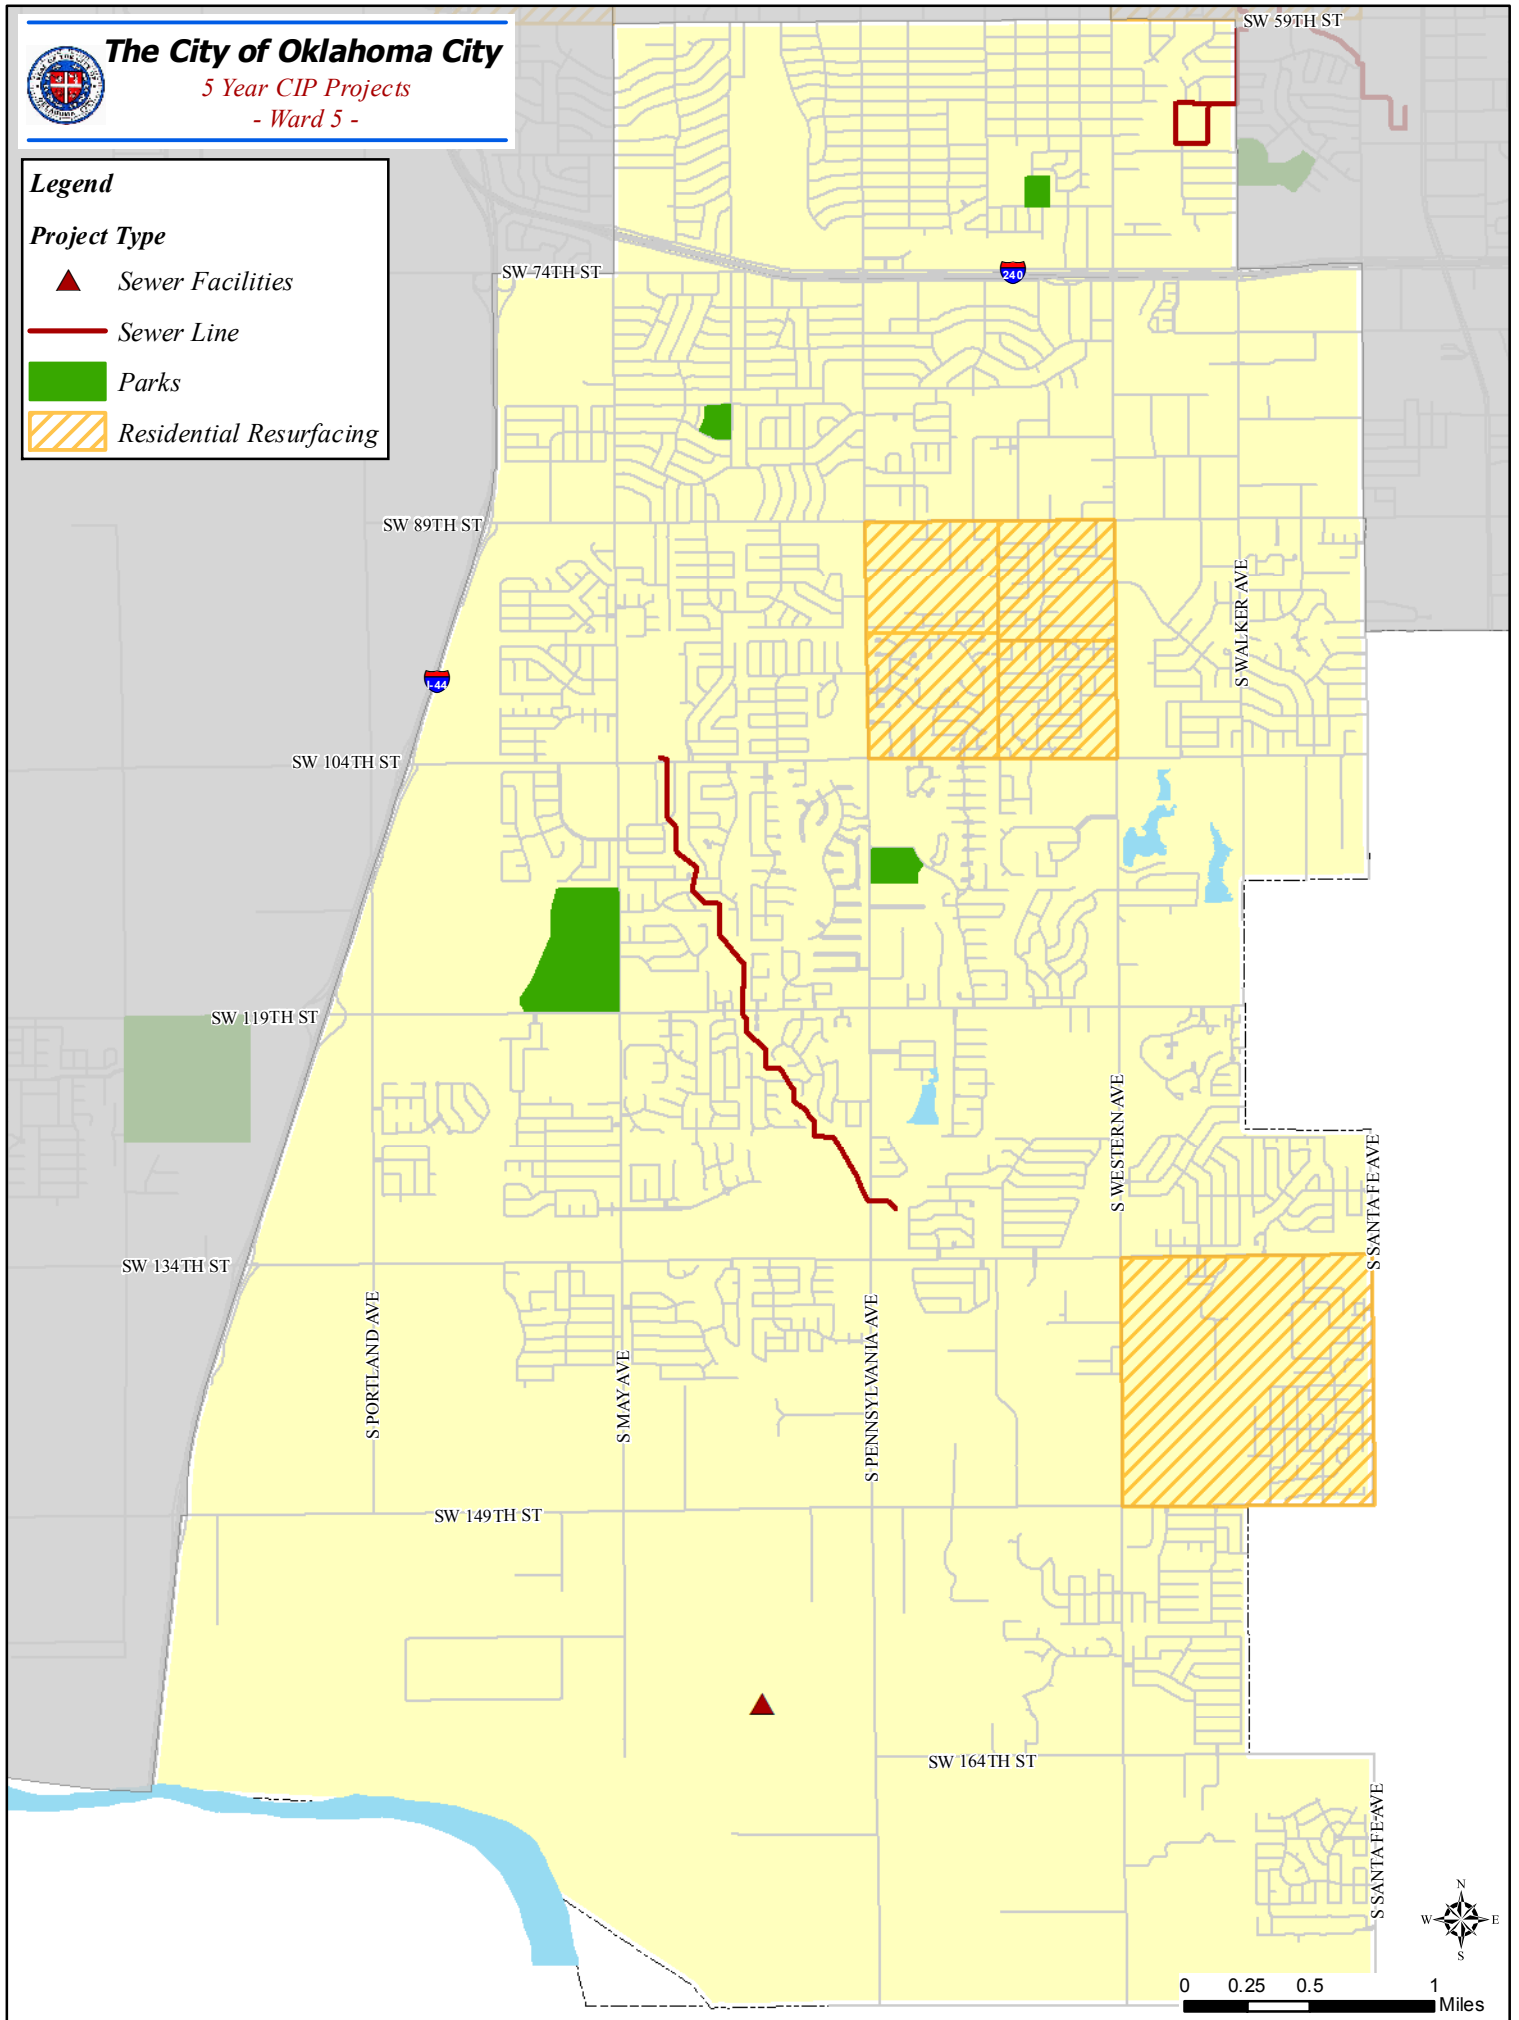 The City of Oklahoma City
5 Year CIP Projects
- Ward 5 -
Legend
Project Type
Sewer Facilities
Sewer Line
Parks
Residential Resurfacing
SW 59TH ST
SW 74TH ST
240
SW 89TH ST
S WALKER AVE
I-44
SW 104TH ST
SW 119TH ST
S WESTERN AVE
S SANTA FE AVE
SW 134TH ST
S PORTLAND AVE
S MAY AVE
S PENNSYLVANIA AVE
SW 149TH ST
SW 164TH ST
S SANTA FE AVE
N
W E
S
0 0.25 0.5 1
Miles